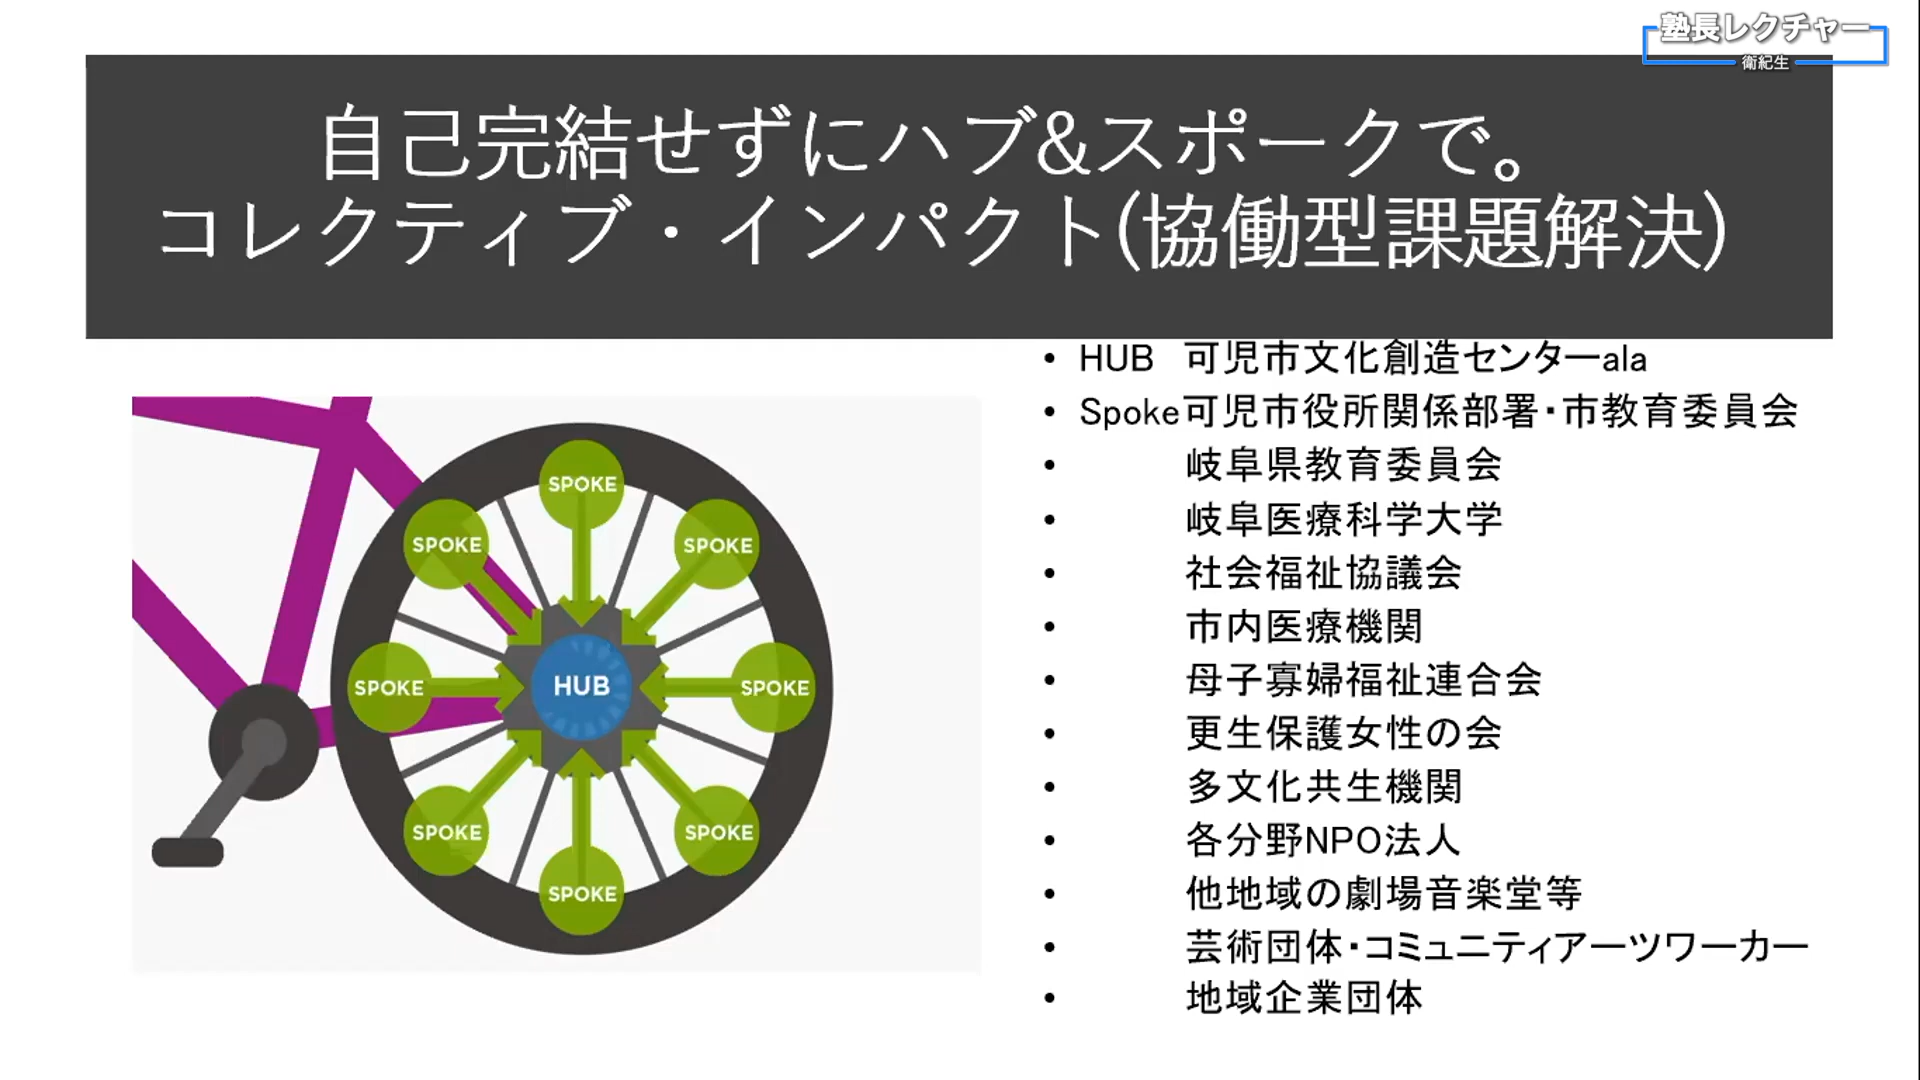 塾長レクチャー
衛紀生
自己完結せずにハブ&スポークで。
コレクティブ・インパクト(協働型課題解決)
• HUB 可児市文化創造センターala
• Spoke可児市役所関係部署・市教育委員会
• 岐阜県教育委員会
• 岐阜医療科学大学
• 社会福祉協議会
• 市内医療機関
• 母子寡婦福祉連合会
• 更生保護女性の会
• 多文化共生機関
• 各分野NPO法人
• 他地域の劇場音楽堂等
• 芸術団体・コミュニティアーツワーカー
• 地域企業団体
SPOKE
SPOKE
SPOKE
SPOKE
HUB
SPOKE
SPOKE
SPOKE
SPOKE